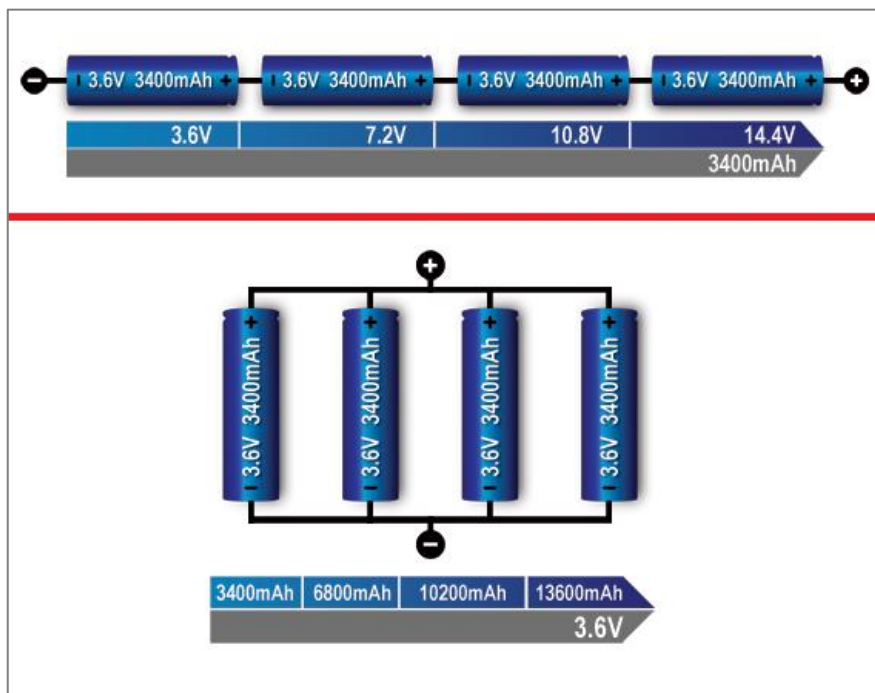 - - 3.6V 3400mAh + - 3.6V 3400mAh + - 3.6V 3400mAh + - 3.6V 3400mAh + +
3.6V 7.2V 10.8V 14.4V
3400mAh
+
+ + + +
3.6V 3400mAh
3.6V 3400mAh
3.6V 3400mAh
3.6V 3400mAh
- - - -
-
3400mAh 6800mAh 10200mAh 13600mAh
3.6V